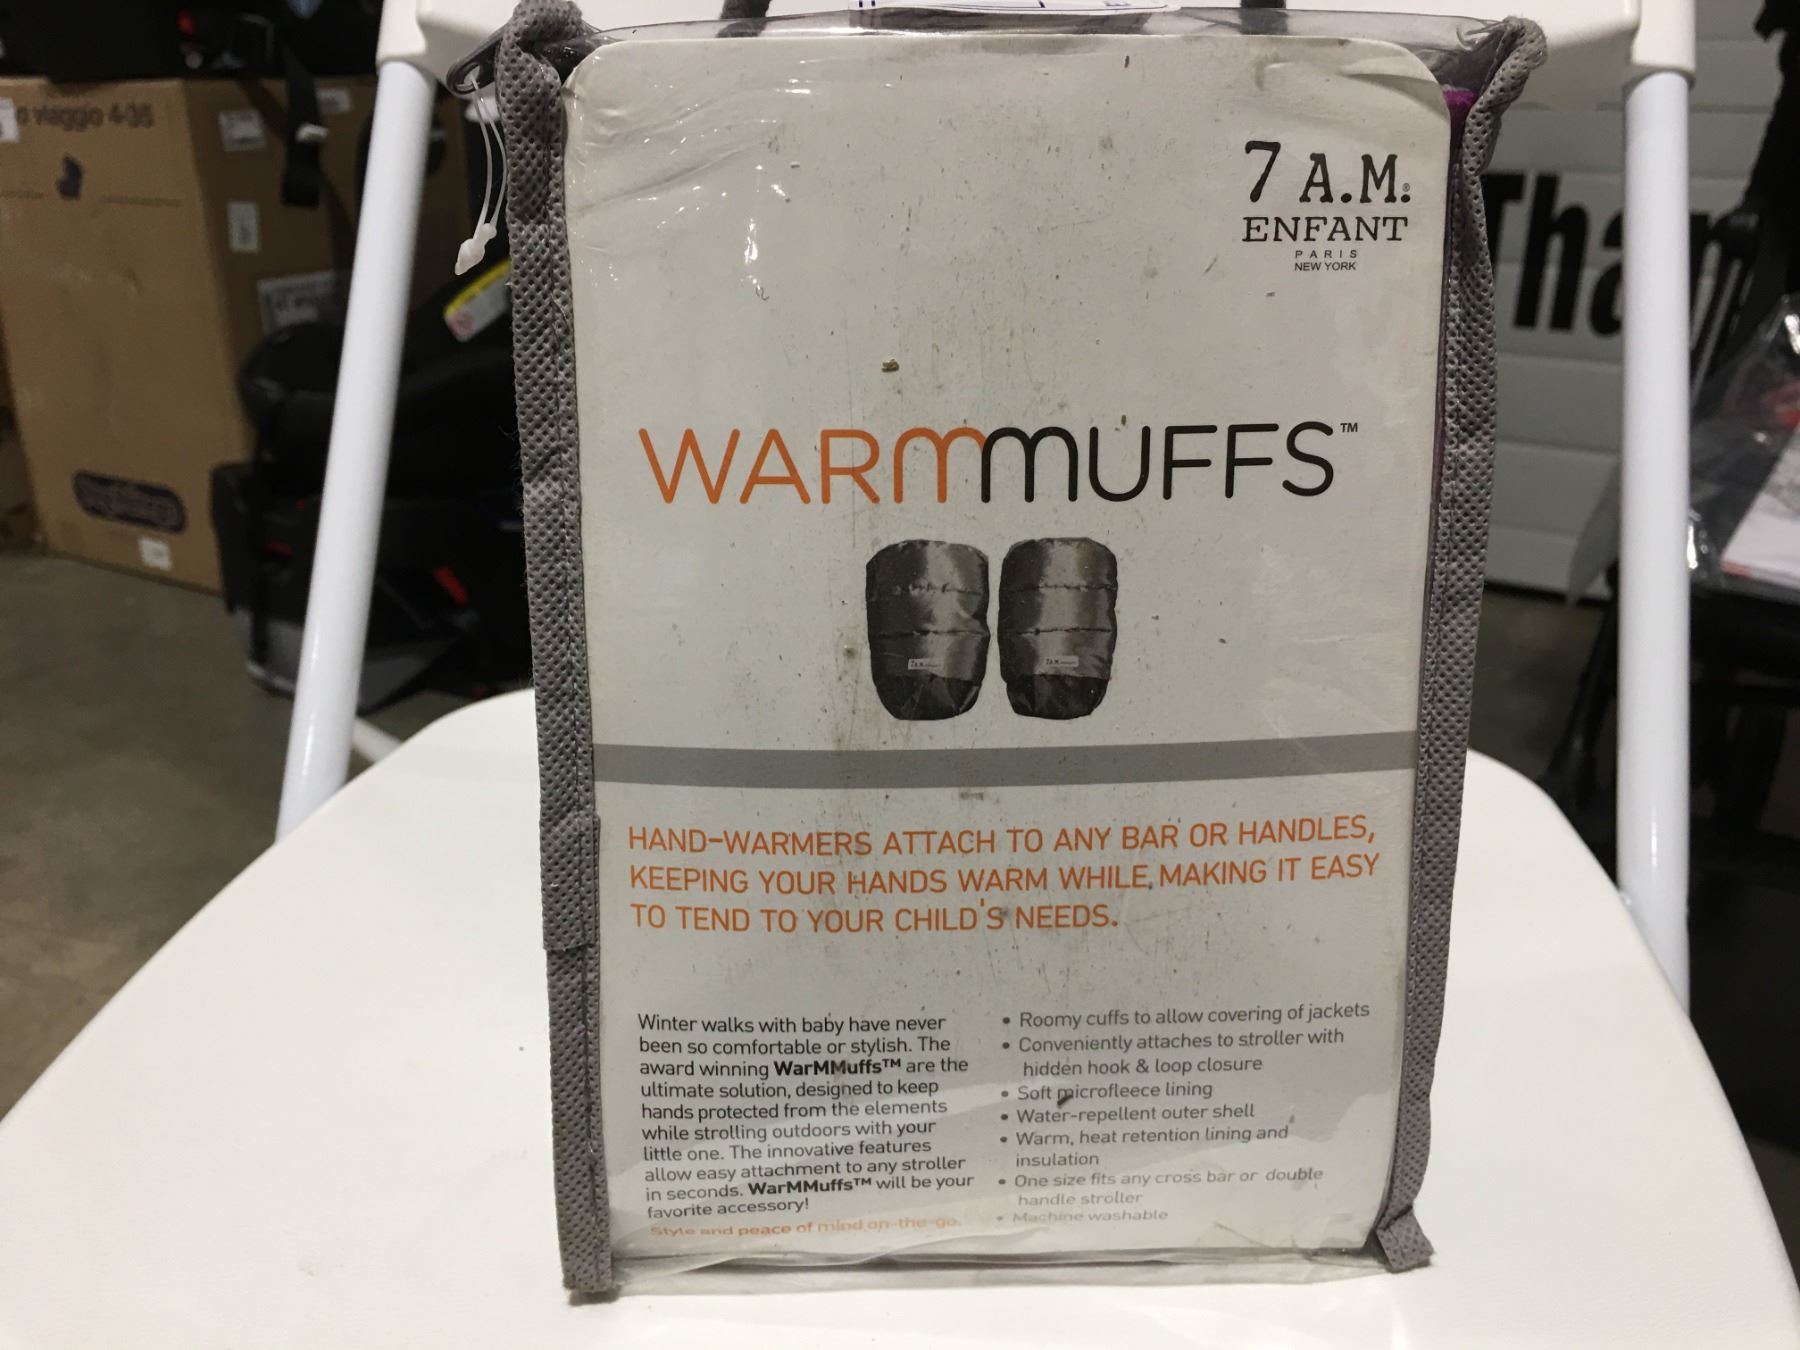 viaggio 4-35
Tha
7 A.M.®
ENFANT
PARIS
NEW YORK
WARMMUFFS™
HAND-WARMERS ATTACH TO ANY BAR OR HANDLES,
KEEPING YOUR HANDS WARM WHILE MAKING IT EASY
TO TEND TO YOUR CHILD'S NEEDS.
Winter walks with baby have never
been so comfortable or stylish. The
award winning WarMMuffs™ are the
ultimate solution, designed to keep
hands protected from the elements
while strolling outdoors with your
little one. The innovative features
allow easy attachment to any stroller
in seconds. WarMMuffs™ will be your
favorite accessory!
Style and peace of mind on-the-go.
• Roomy cuffs to allow covering of jackets
• Conveniently attaches to stroller with
hidden hook & loop closure
• Soft microfleece lining
• Water-repellent outer shell
• Warm, heat retention lining and
insulation
• One size fits any cross bar or double
handle stroller
• Machine washable